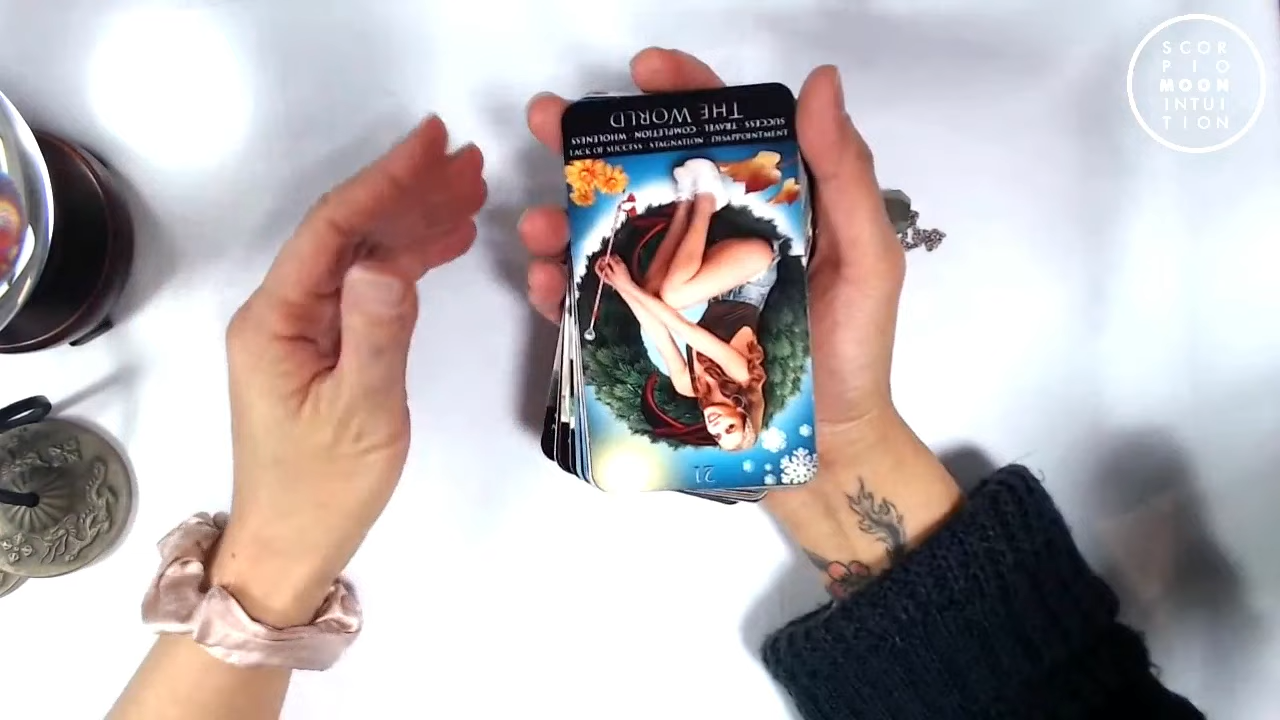 THE WORLD
SUCCESS · TRAVEL · COMPLETION · WHOLENESS
LACK OF SUCCESS · STAGNATION · DISAPPOINTMENT
21
SCOR
PIO
MOON
INTUI
TION